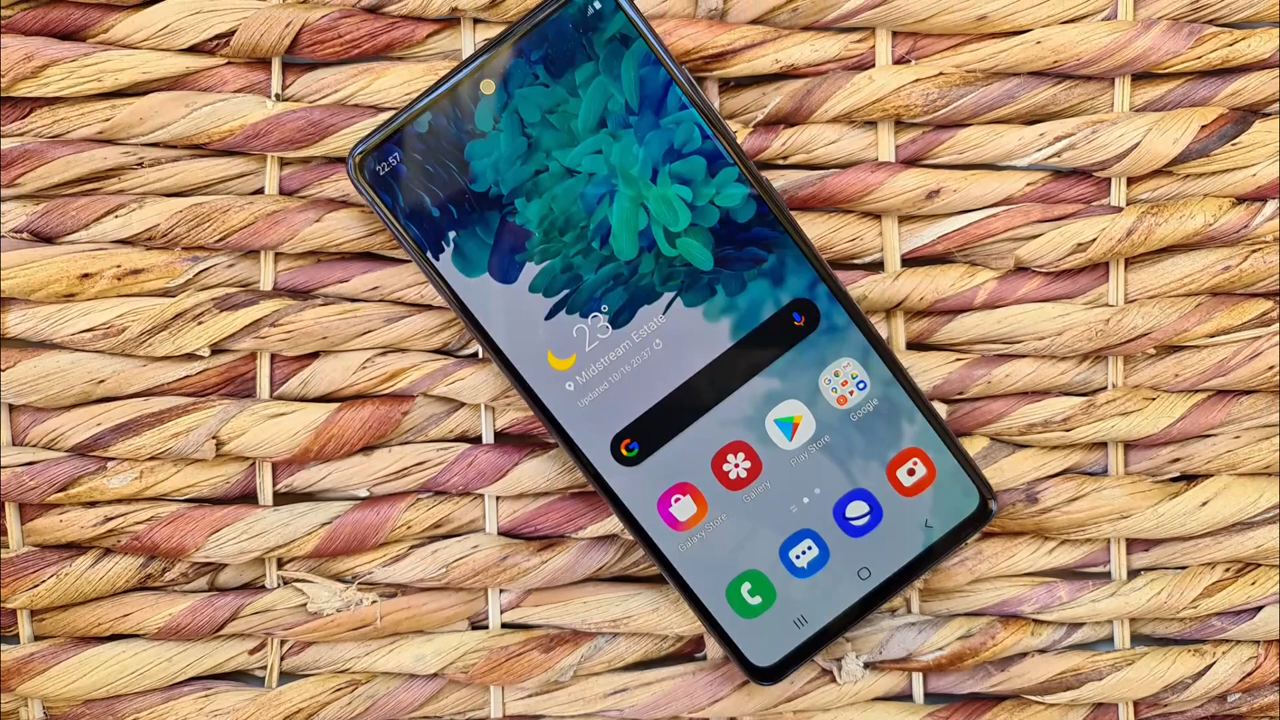 22:57
23°
Midstream Estate
Updated 10/16 20:37
Galaxy Store
Gallery
Play Store
Google